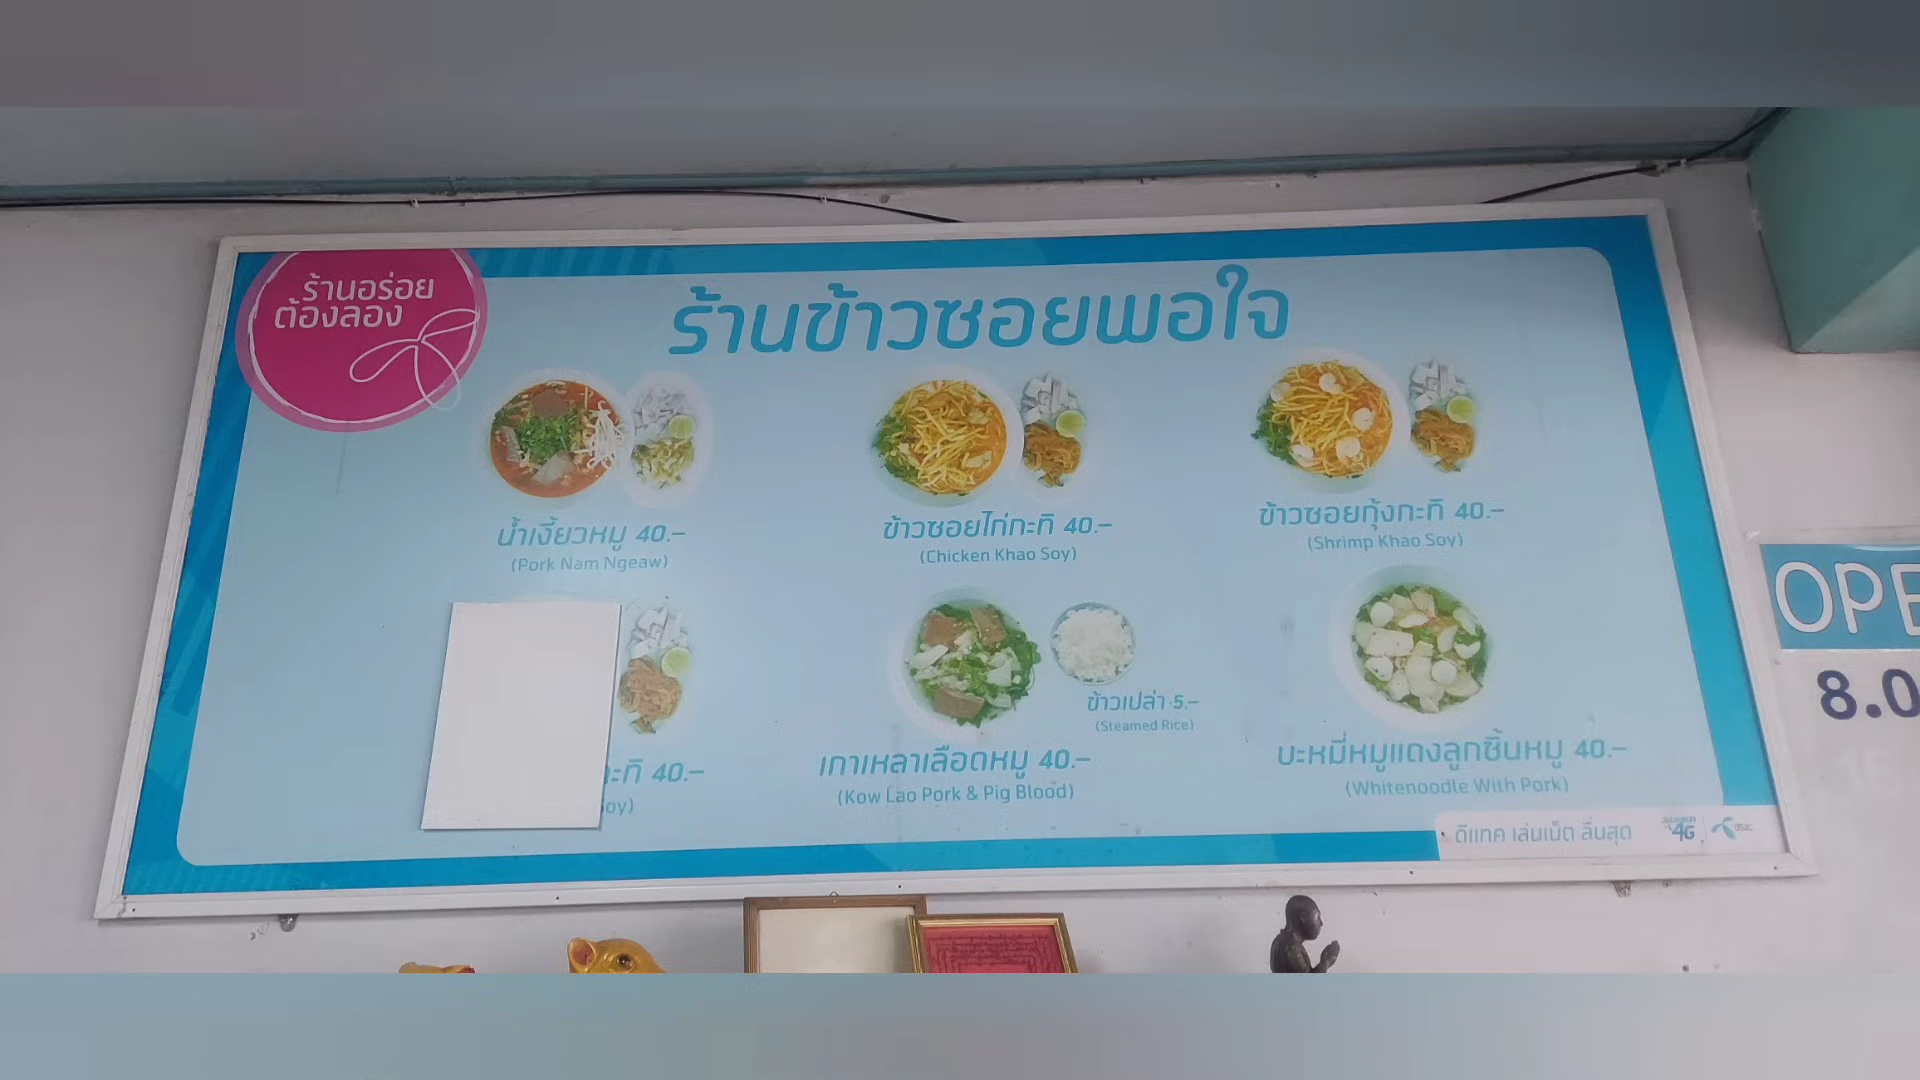 ร้านอร่อย
ต้องลอง
ร้านข้าวซอยพอใจ
น้ำเงี้ยวหมู 40.-
(Pork Nam Ngeaw)
ข้าวซอยไก่กะทิ 40.-
(Chicken Khao Soy)
ข้าวซอยกุ้งกะทิ 40.-
(Shrimp Khao Soy)
40.-
เกาเหลาเลือดหมู 40.-
(Kow Lao Pork & Pig Blood)
ข้าวเปล่า 5.-
(Steamed Rice)
บะหมี่หมูแดงลูกชิ้นหมู 40.-
(Whitenoodle With Pork)
ดีแทค เล่นเน็ต ลื่นสุด
4G
dtac
OPE
8.0